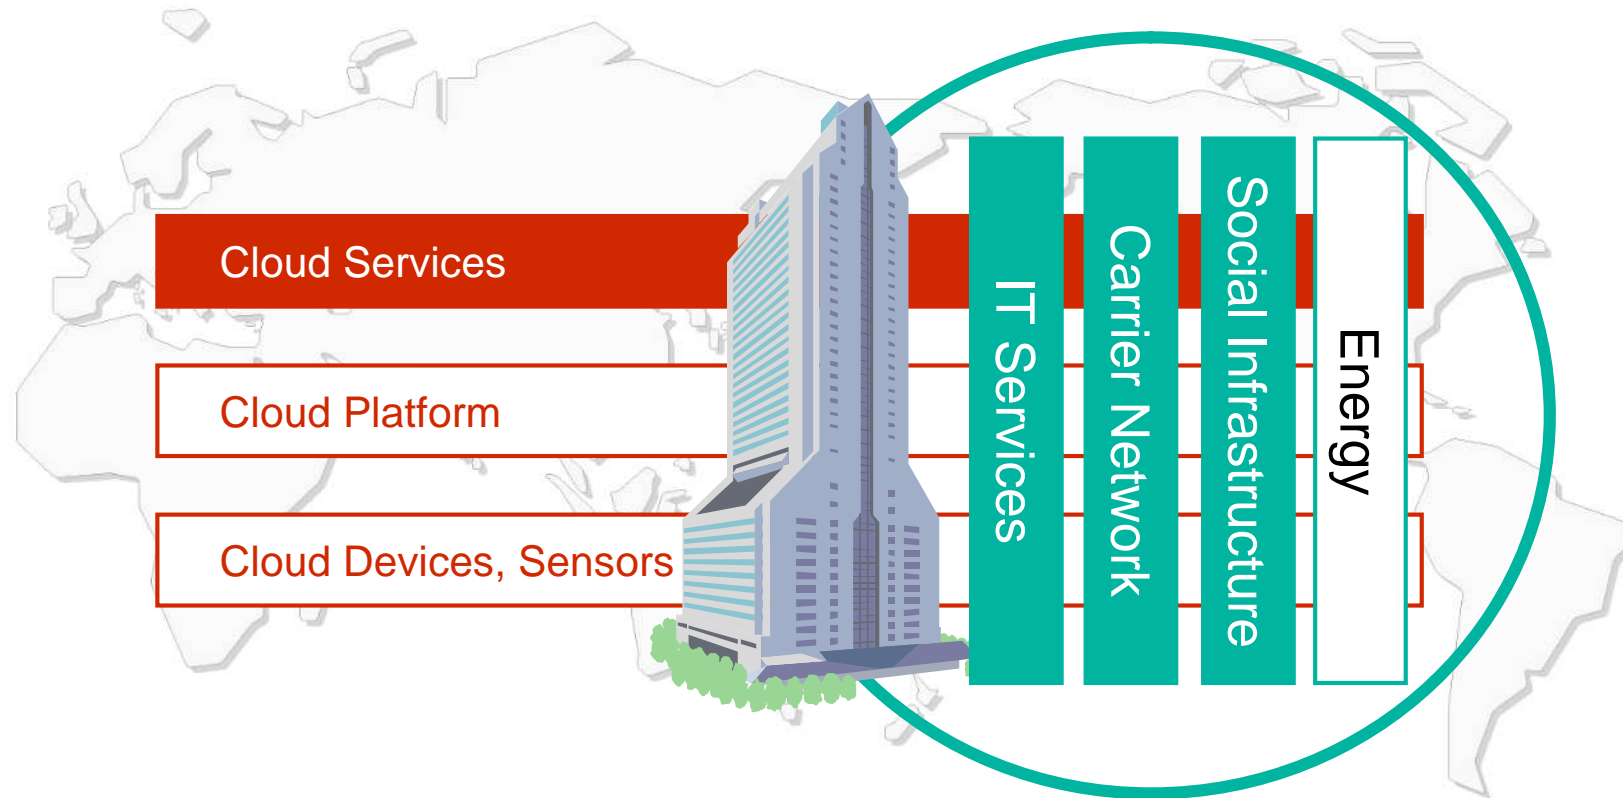 Cloud Services
Cloud Platform
Cloud Devices, Sensors
IT Services
Carrier Network
Social Infrastructure
Energy